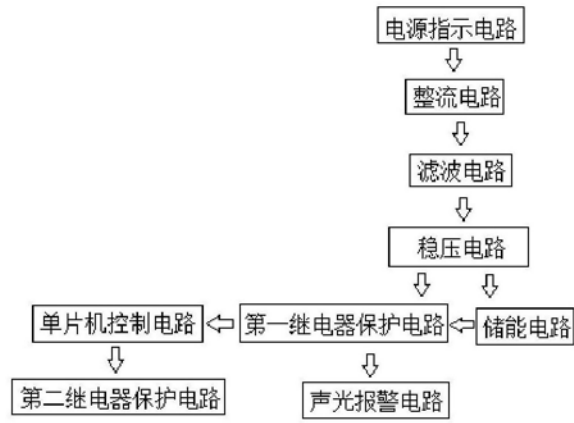 电源指示电路
整流电路
滤波电路
稳压电路
单片机控制电路
第一继电器保护电路
储能电路
第二继电器保护电路
声光报警电路